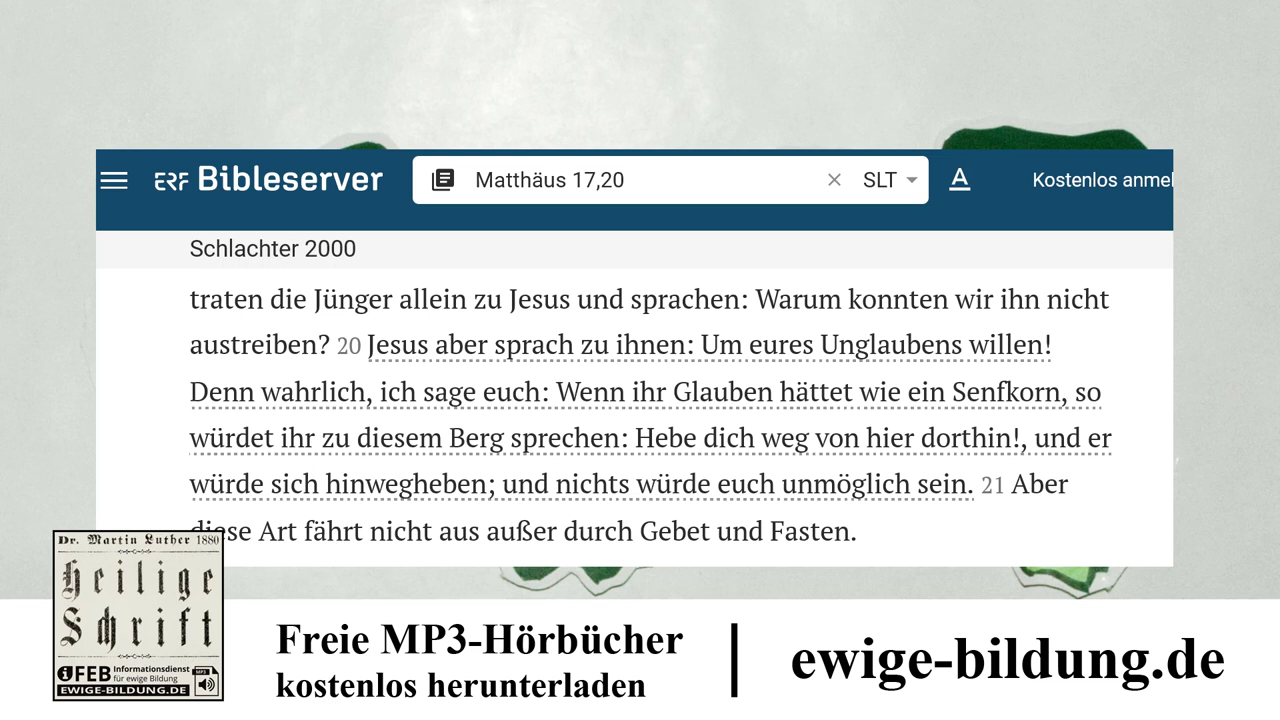 ERF Bibleserver
Matthäus 17,20
SLT
A
Kostenlos anmel
Schlachter 2000
traten die Jünger allein zu Jesus und sprachen: Warum konnten wir ihn nicht
austreiben? 20 Jesus aber sprach zu ihnen: Um eures Unglaubens willen!
Denn wahrlich, ich sage euch: Wenn ihr Glauben hättet wie ein Senfkorn, so
würdet ihr zu diesem Berg sprechen: Hebe dich weg von hier dorthin!, und er
würde sich hinwegheben; und nichts würde euch unmöglich sein. 21 Aber
diese Art fährt nicht aus außer durch Gebet und Fasten.
Dr. Martin Luther 1880
Heilige
Schrift
FEB Informationsdienst
für ewige Bildung
MP3
EWIGE-BILDUNG.DE
Freie MP3-Hörbücher
kostenlos herunterladen
ewige-bildung.de